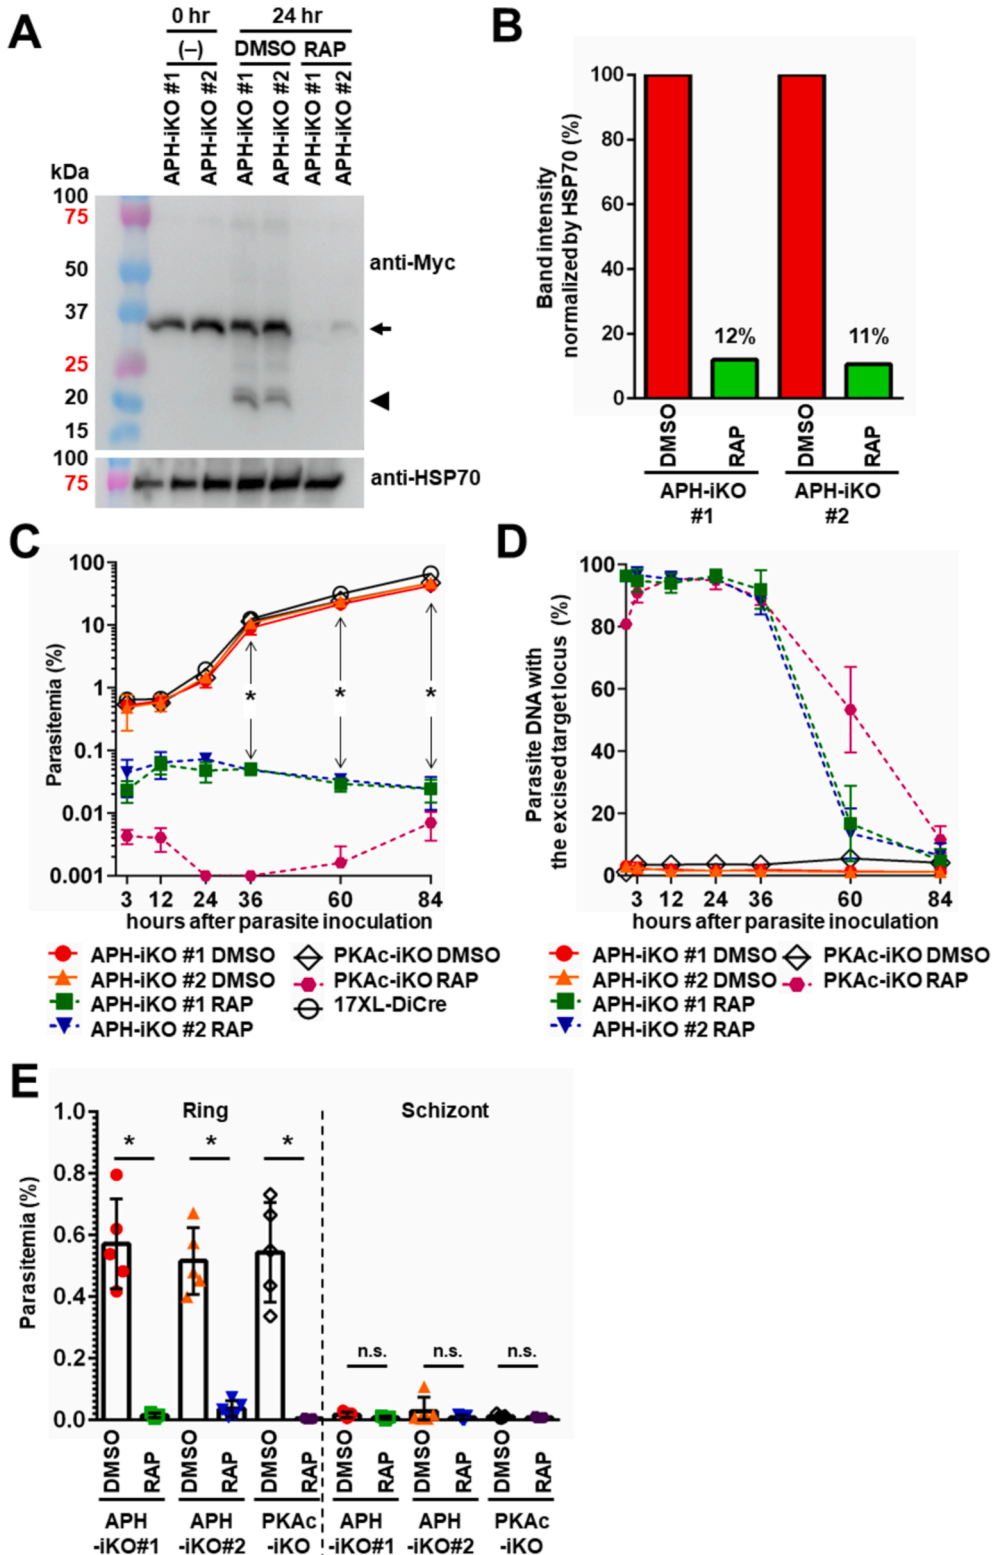 A
0 hr
24 hr
(–)
DMSO RAP
APH-iKO #1
APH-iKO #2
APH-iKO #1
APH-iKO #2
APH-iKO #1
APH-iKO #2
kDa
100
75
50
37
25
20
15
anti-Myc
100
75
anti-HSP70
B
Band intensity
normalized by HSP70 (%)
100
80
60
40
20
0
12%
11%
DMSO
RAP
DMSO
RAP
APH-iKO
#1
APH-iKO
#2
C
Parasitemia (%)
100
10
1
0.1
0.01
0.001
*
*
*
3 12 24 36 60 84
hours after parasite inoculation
APH-iKO #1 DMSO
APH-iKO #2 DMSO
APH-iKO #1 RAP
APH-iKO #2 RAP
PKAc-iKO DMSO
PKAc-iKO RAP
17XL-DiCre
D
Parasite DNA with
the excised target locus (%)
100
80
60
40
20
0
3 12 24 36 60 84
hours after parasite inoculation
APH-iKO #1 DMSO
APH-iKO #2 DMSO
APH-iKO #1 RAP
APH-iKO #2 RAP
PKAc-iKO DMSO
PKAc-iKO RAP
E
Parasitemia (%)
1.0
0.8
0.6
0.4
0.2
0.0
Ring
Schizont
*
*
*
n.s.
n.s.
n.s.
DMSO
RAP
DMSO
RAP
DMSO
RAP
DMSO
RAP
DMSO
RAP
DMSO
RAP
APH
-iKO#1
APH
-iKO#2
PKAc
-iKO
APH
-iKO#1
APH
-iKO#2
PKAc
-iKO